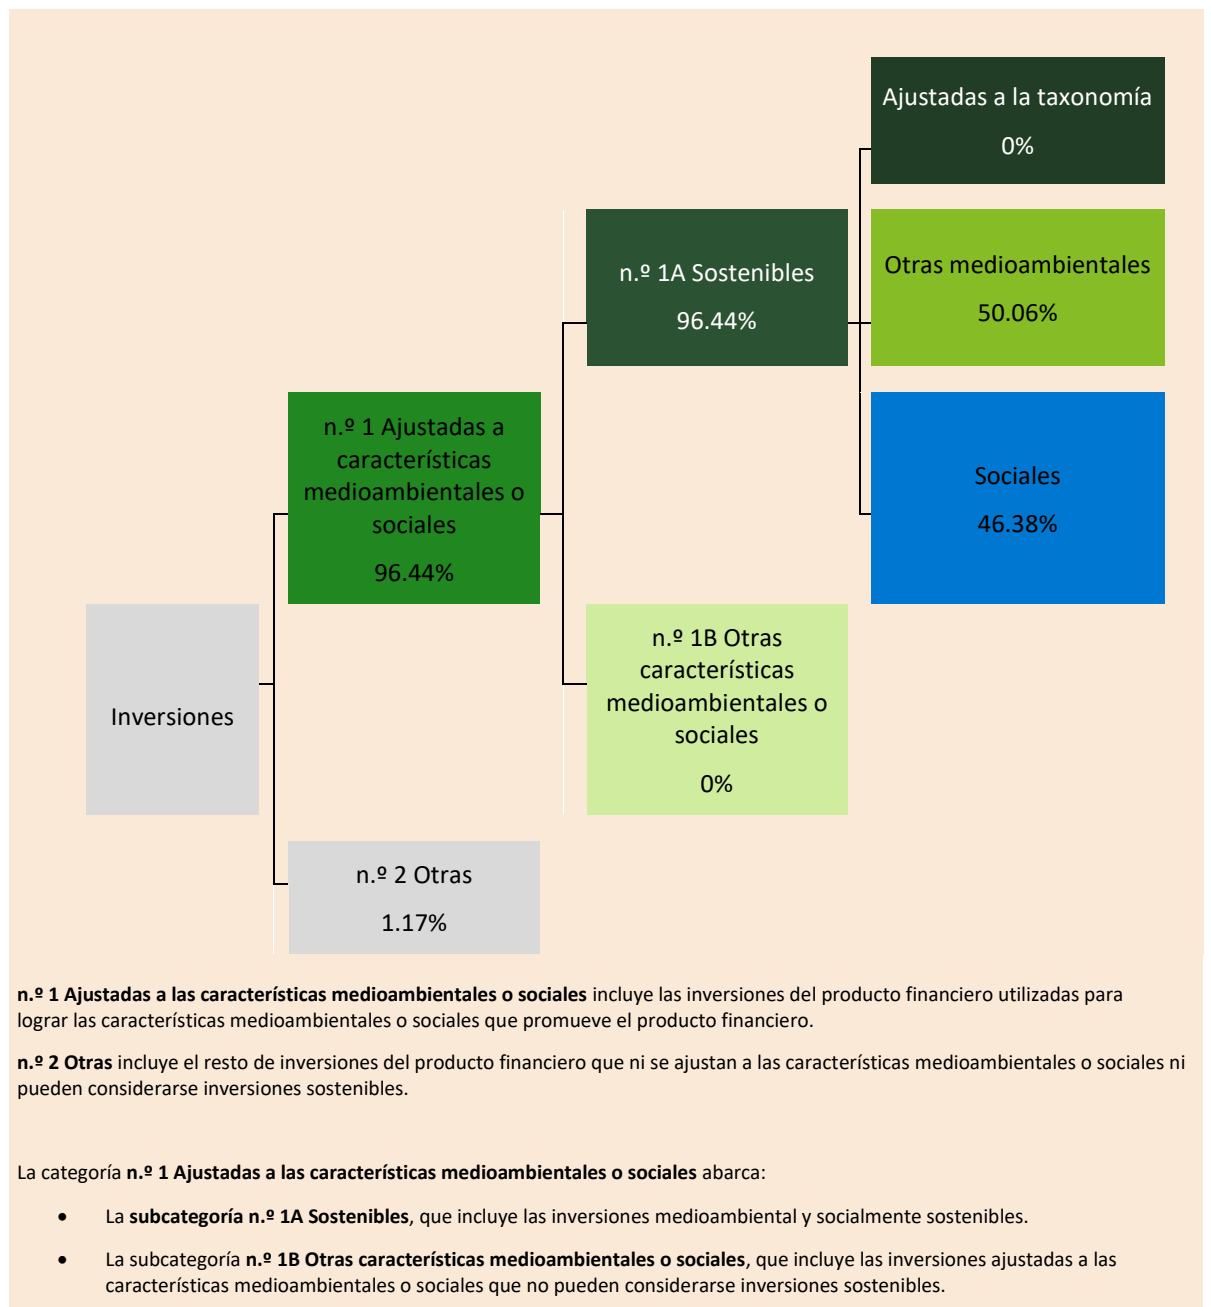 Ajustadas a la taxonomía
0%
n.º 1A Sostenibles
96.44%
Otras medioambientales
50.06%
n.º 1 Ajustadas a
características
medioambientales o
sociales
96.44%
Sociales
46.38%
Inversiones
n.º 1B Otras
características
medioambientales o
sociales
0%
n.º 2 Otras
1.17%
n.º 1 Ajustadas a las características medioambientales o sociales incluye las inversiones del producto financiero utilizadas para
lograr las características medioambientales o sociales que promueve el producto financiero.
n.º 2 Otras incluye el resto de inversiones del producto financiero que ni se ajustan a las características medioambientales o sociales ni
pueden considerarse inversiones sostenibles.
La categoría n.º 1 Ajustadas a las características medioambientales o sociales abarca:
• La subcategoría n.º 1A Sostenibles, que incluye las inversiones medioambiental y socialmente sostenibles.
• La subcategoría n.º 1B Otras características medioambientales o sociales, que incluye las inversiones ajustadas a las
características medioambientales o sociales que no pueden considerarse inversiones sostenibles.